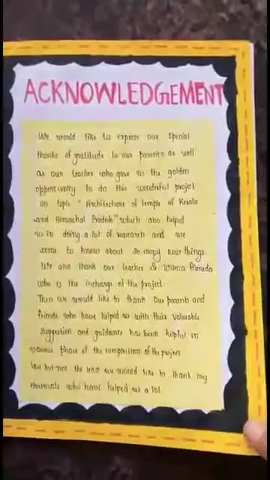 ACKNOWLEDGEMENT
We would like to express our special
thanks of gratitude to our parents as well
as our teacher who gave us the golden
opportunity to do this wonderful project
on topic " Architecture of temple of Kerala
and Himachal Pradesh" which also helped
us in doing a lot of research and we
came to know about so many new things
We also thank our teacher & Wilma
who is the incharge of the project
Then we would like to thank Our parents and
friends who have helped us with their valuable
suggestion and guidance has been helpful in
various phase of the completion of the project
last but not the least we would like to thank my
classmates who have helped us a lot.